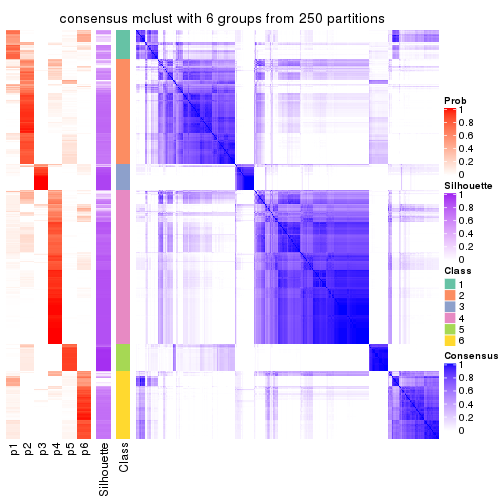 consensus mclust with 6 groups from 250 partitions
Prob
1
0.8
0.6
0.4
0.2
0
Silhouette
1
0.8
0.6
0.4
0.2
0
Class
1
2
3
4
5
6
Consensus
1
0.8
0.6
0.4
0.2
0
p1
p2
p3
p4
p5
p6
Silhouette
Class